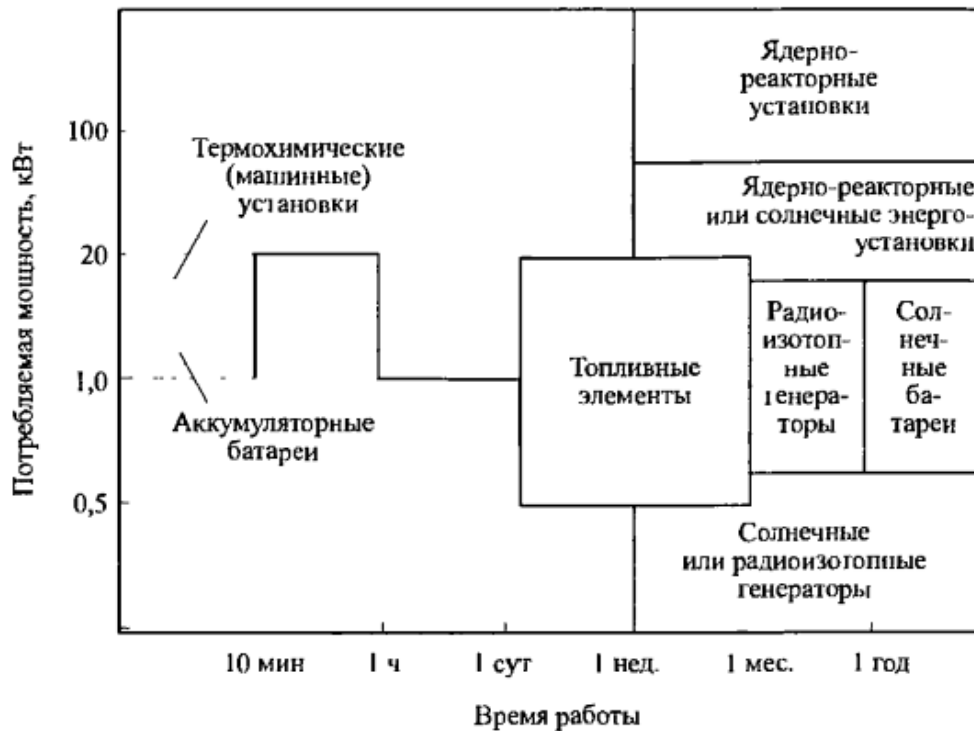 Потребляемая мощность, кВт
100
20
1,0
0,5
Термохимические
(машинные)
установки
Аккумуляторные
батареи
Топливные
элементы
Ядерно-
реакторные
установки
Ядерно-реакторные
или солнечные энерго-
установки
Радио-
изотоп-
ные
генера-
торы
Сол-
неч-
ные
ба-
тареи
Солнечные
или радиоизотопные
генераторы
10 мин
1 ч
1 сут
1 нед.
1 мес.
1 год
Время работы